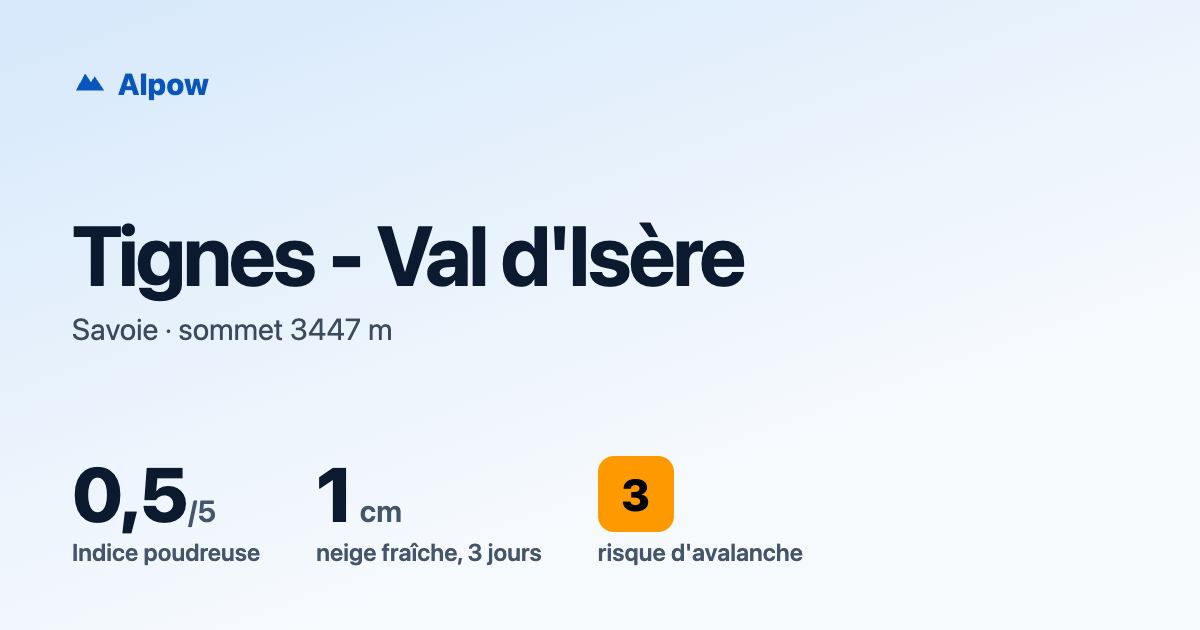 Alpow
Tignes - Val d'Isère
Savoie · sommet 3447 m
0,5/5
Indice poudreuse
1 cm
neige fraîche, 3 jours
3
risque d'avalanche